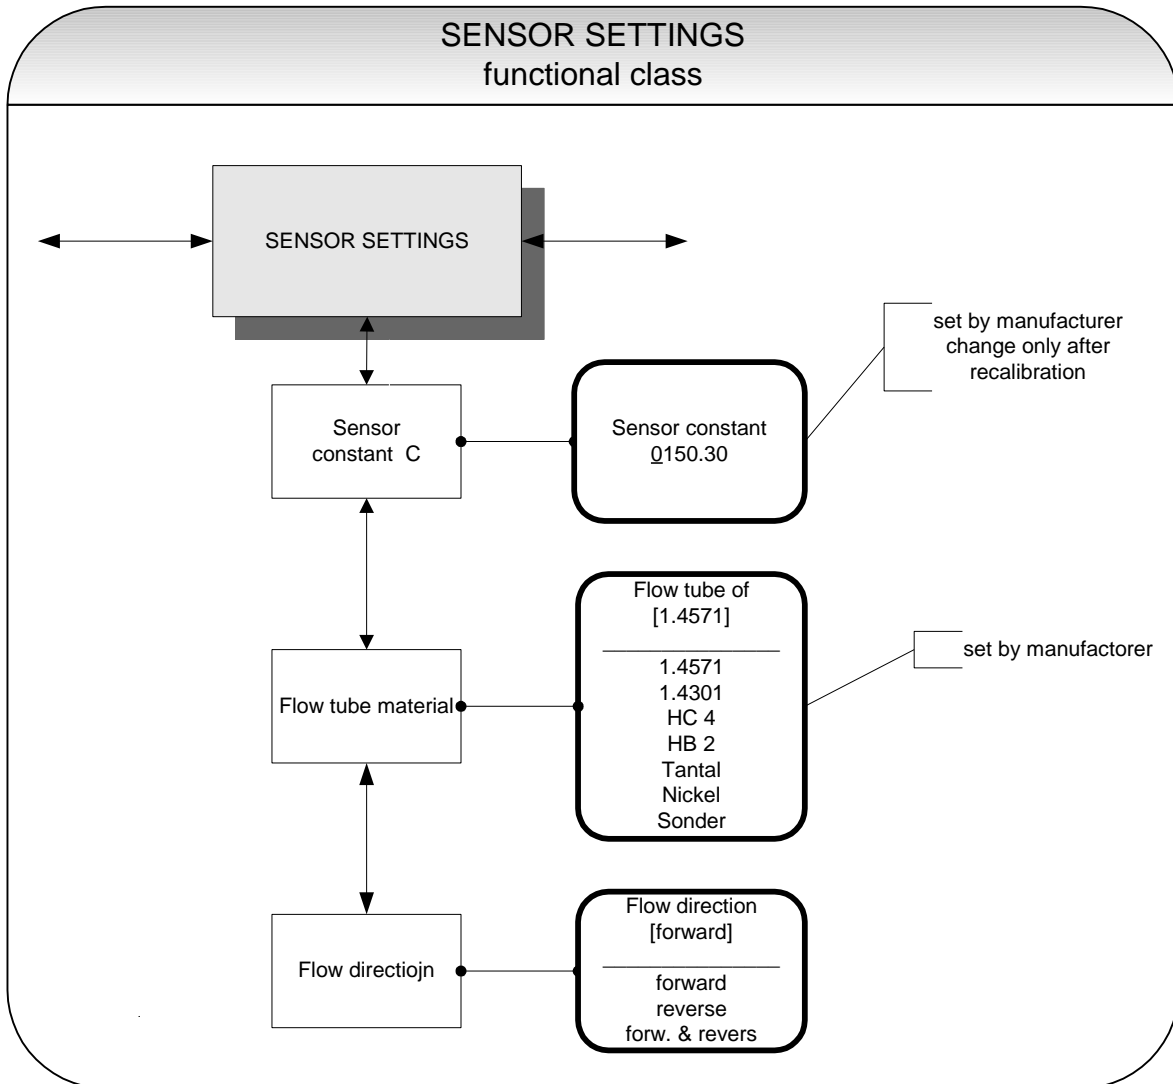 SENSOR SETTINGS
functional class
SENSOR SETTINGS
set by manufacturer
change only after
recalibration
Sensor
constant C
Sensor constant
0150.30
Flow tube of
[1.4571]
1.4571
1.4301
HC 4
HB 2
Tantal
Nickel
Sonder
Flow tube material
set by manufactorer
Flow direction
[forward]
forward
reverse
forw. & revers
Flow directiojn